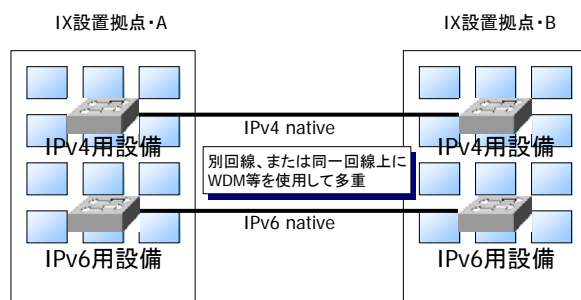 IX設置拠点・A
IX設置拠点・B
IPv4 native
IPv4用設備
IPv4用設備
別回線、または同一回線上に
WDM等を使用して多重
IPv6 native
IPv6用設備
IPv6用設備